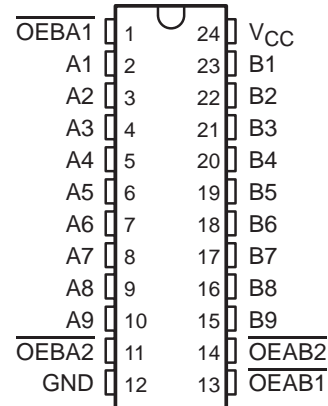 OEBA1 1 24 VCC
A1 2 23 B1
A2 3 22 B2
A3 4 21 B3
A4 5 20 B4
A5 6 19 B5
A6 7 18 B6
A7 8 17 B7
A8 9 16 B8
A9 10 15 B9
OEBA2 11 14 OEAB2
GND 12 13 OEAB1